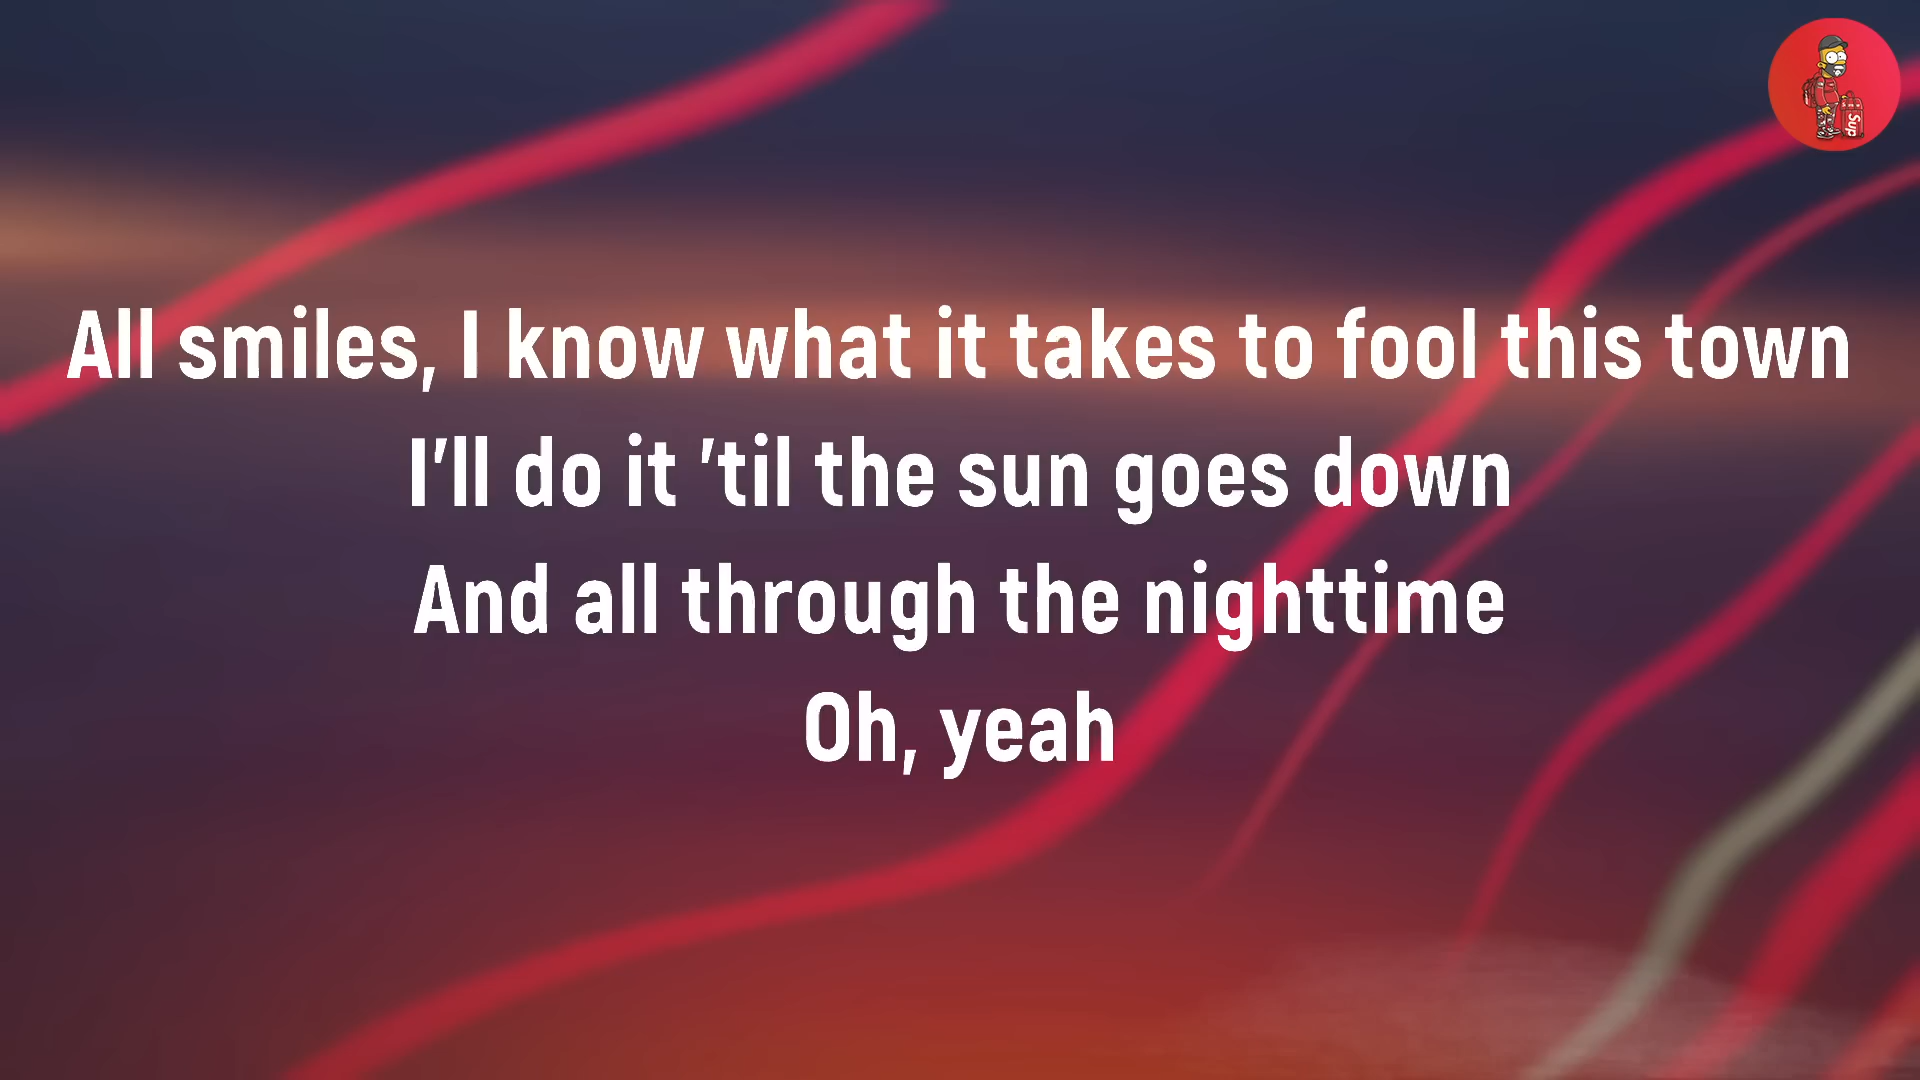 All smiles, I know what it takes to fool this town
I'll do it 'til the sun goes down
And all through the nighttime
Oh, yeah
Sup